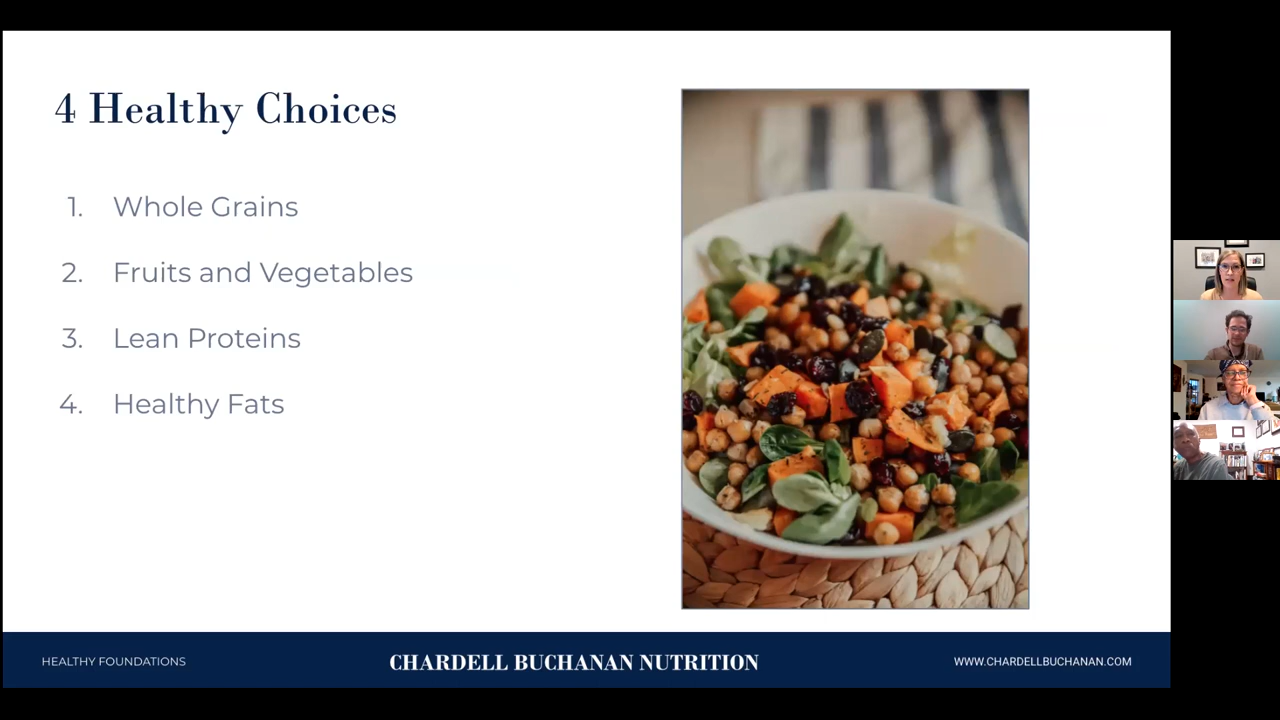 4 Healthy Choices
1. Whole Grains
2. Fruits and Vegetables
3. Lean Proteins
4. Healthy Fats
HEALTHY FOUNDATIONS
CHARDELL BUCHANAN NUTRITION
WWW.CHARDELLBUCHANAN.COM